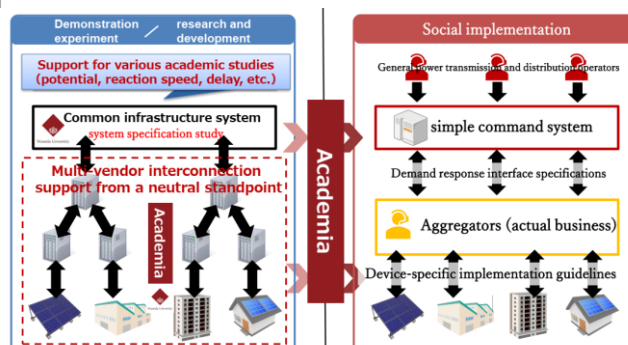 Demonstration experiment / research and development
Support for various academic studies
(potential, reaction speed, delay, etc.)
Common infrastructure system
system specification study
Waseda University
Multi-vendor interconnection
support from a neutral standpoint
Academia
Academia
Social implementation
General power transmission and distribution operators
simple command system
Demand response interface specifications
Aggregators (actual business)
Device-specific implementation guidelines